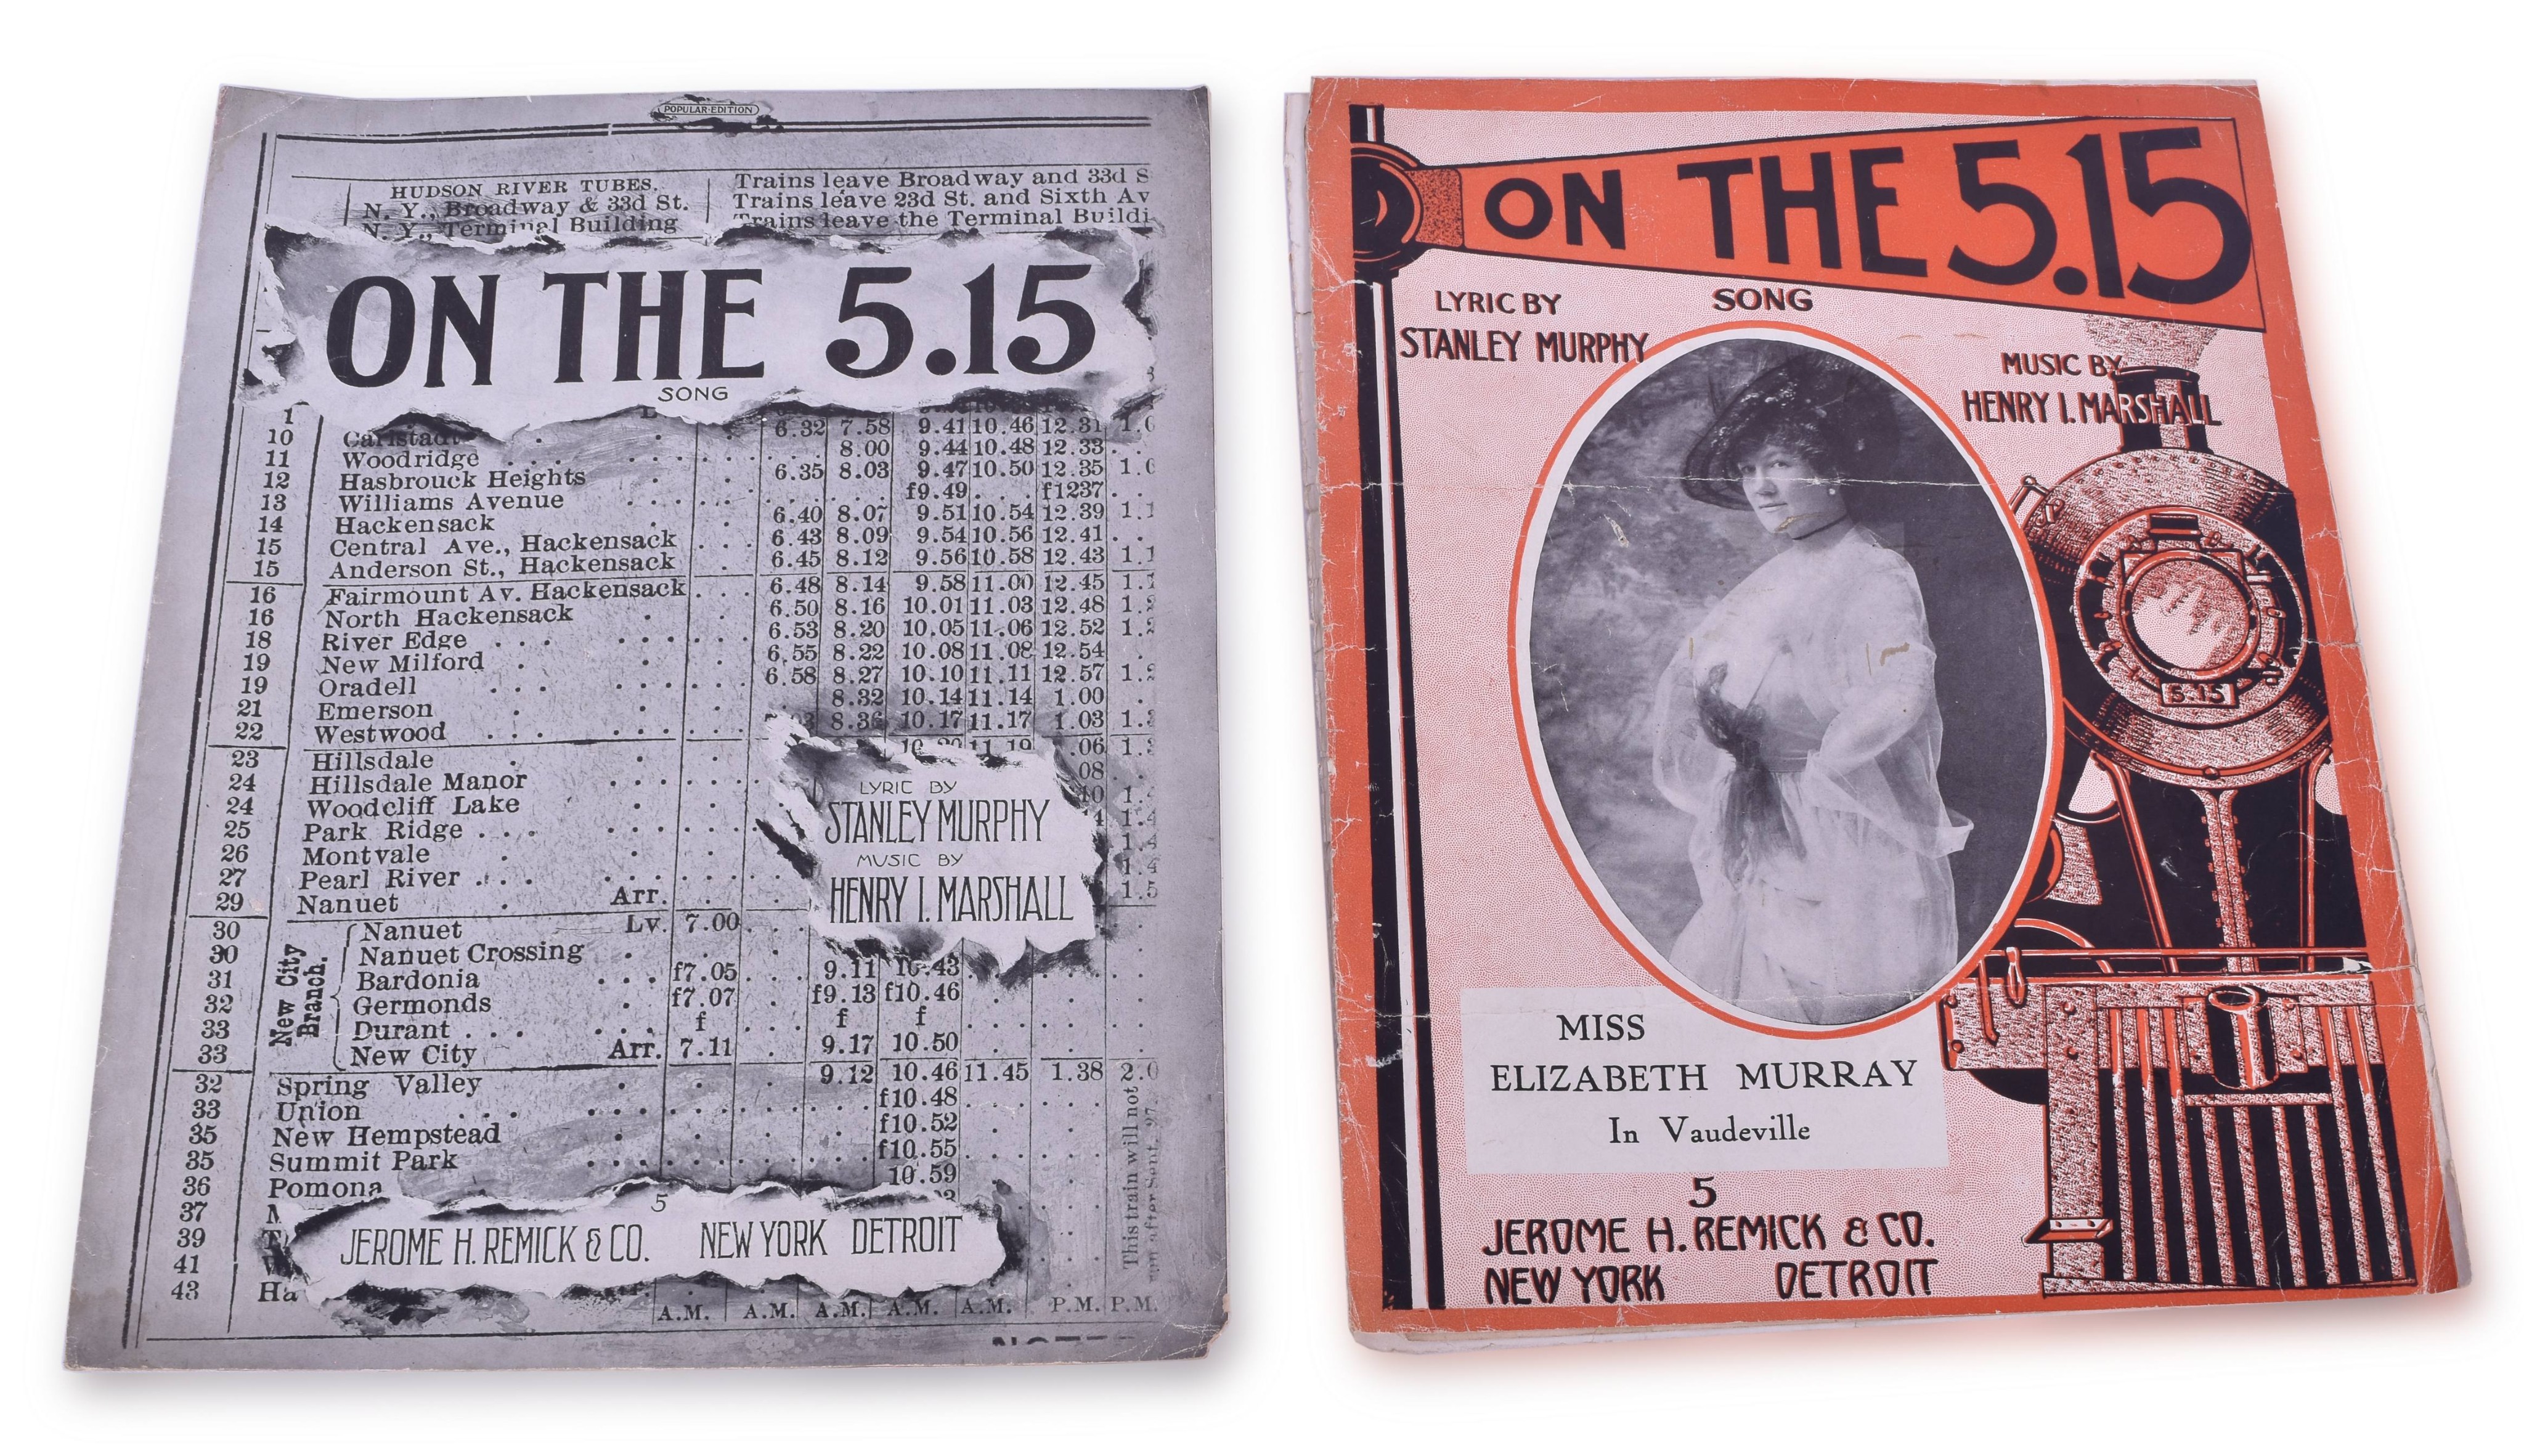 POPULAR·EDITION
HUDSON RIVER TUBES. Trains leave Broadway and 33d S
N. Y., Broadway & 33d St. Trains leave 23d St. and Sixth Av
N. Y., Terminal Building Trains leave the Terminal Buildi
ON THE 5.15
SONG
1
10 Carlstadt 6.32 7.58 9.41 10.46 12.31
11 Woodridge 8.00 9.44 10.48 12.33
12 Hasbrouck Heights 6.35 8.03 9.47 10.50 12.35
13 Williams Avenue f9.49 f1237
14 Hackensack 6.40 8.07 9.51 10.54 12.39
15 Central Ave., Hackensack 6.43 8.09 9.54 10.56 12.41
15 Anderson St., Hackensack 6.45 8.12 9.56 10.58 12.43
16 Fairmount Av. Hackensack 6.48 8.14 9.58 11.00 12.45
16 North Hackensack 6.50 8.16 10.01 11.03 12.48
18 River Edge 6.53 8.20 10.05 11.06 12.52
19 New Milford 6.55 8.22 10.08 11.08 12.54
19 Oradell 6.58 8.27 10.10 11.11 12.57
21 Emerson 8.32 10.14 11.14 1.00
22 Westwood 8.36 10.17 11.17 1.03
23 Hillsdale 11.19 .06
24 Hillsdale Manor 08
24 Woodcliff Lake
25 Park Ridge
26 Montvale
27 Pearl River
29 Nanuet Arr.
LYRIC BY
STANLEY MURPHY
MUSIC BY
HENRY I. MARSHALL
New City Branch.
30 Nanuet Lv. 7.00
30 Nanuet Crossing
31 Bardonia f7.05 9.11 10.43
32 Germonds f7.07 f9.13 f10.46
33 Durant f f f
33 New City Arr. 7.11 9.17 10.50
32 Spring Valley 9.12 10.46 11.45 1.38 2.0
33 Union f10.48
35 New Hempstead f10.52
35 Summit Park f10.55
36 Pomona 10.59
37
39
41
43 Ha
This train will not
5
JEROME H. REMICK & CO. NEW YORK DETROIT
A.M. A.M. A.M. A.M. A.M. P.M. P.M.
ON THE 5.15
SONG
LYRIC BY
STANLEY MURPHY
MUSIC BY
HENRY I. MARSHALL
5.15
MISS
ELIZABETH MURRAY
In Vaudeville
5
JEROME H. REMICK & CO.
NEW YORK DETROIT